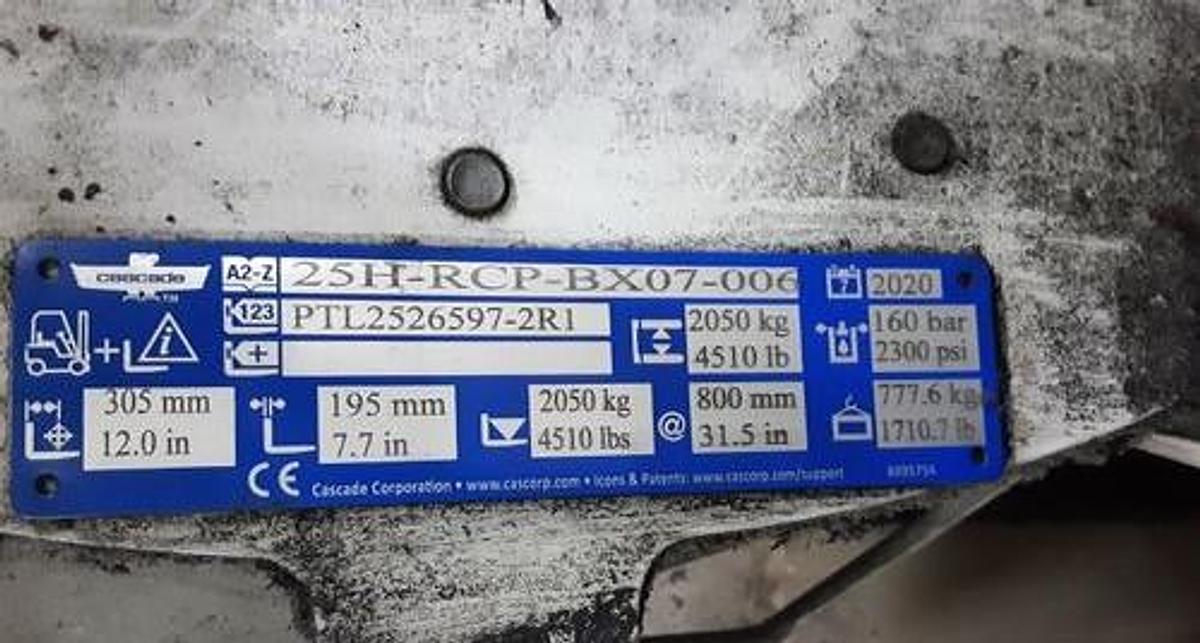 cascade
TM
A2-Z
25H-RCP-BX07-006
7
2020
123
PTL2526597-2R1
2050 kg
4510 lb
160 bar
2300 psi
+
i
+
305 mm
12.0 in
195 mm
7.7 in
2050 kg
4510 lbs
@
800 mm
31.5 in
777.6 kg
1710.7 lb
CE
Cascade Corporation • www.cascorp.com • Icons & Patents: www.cascorp.com/support